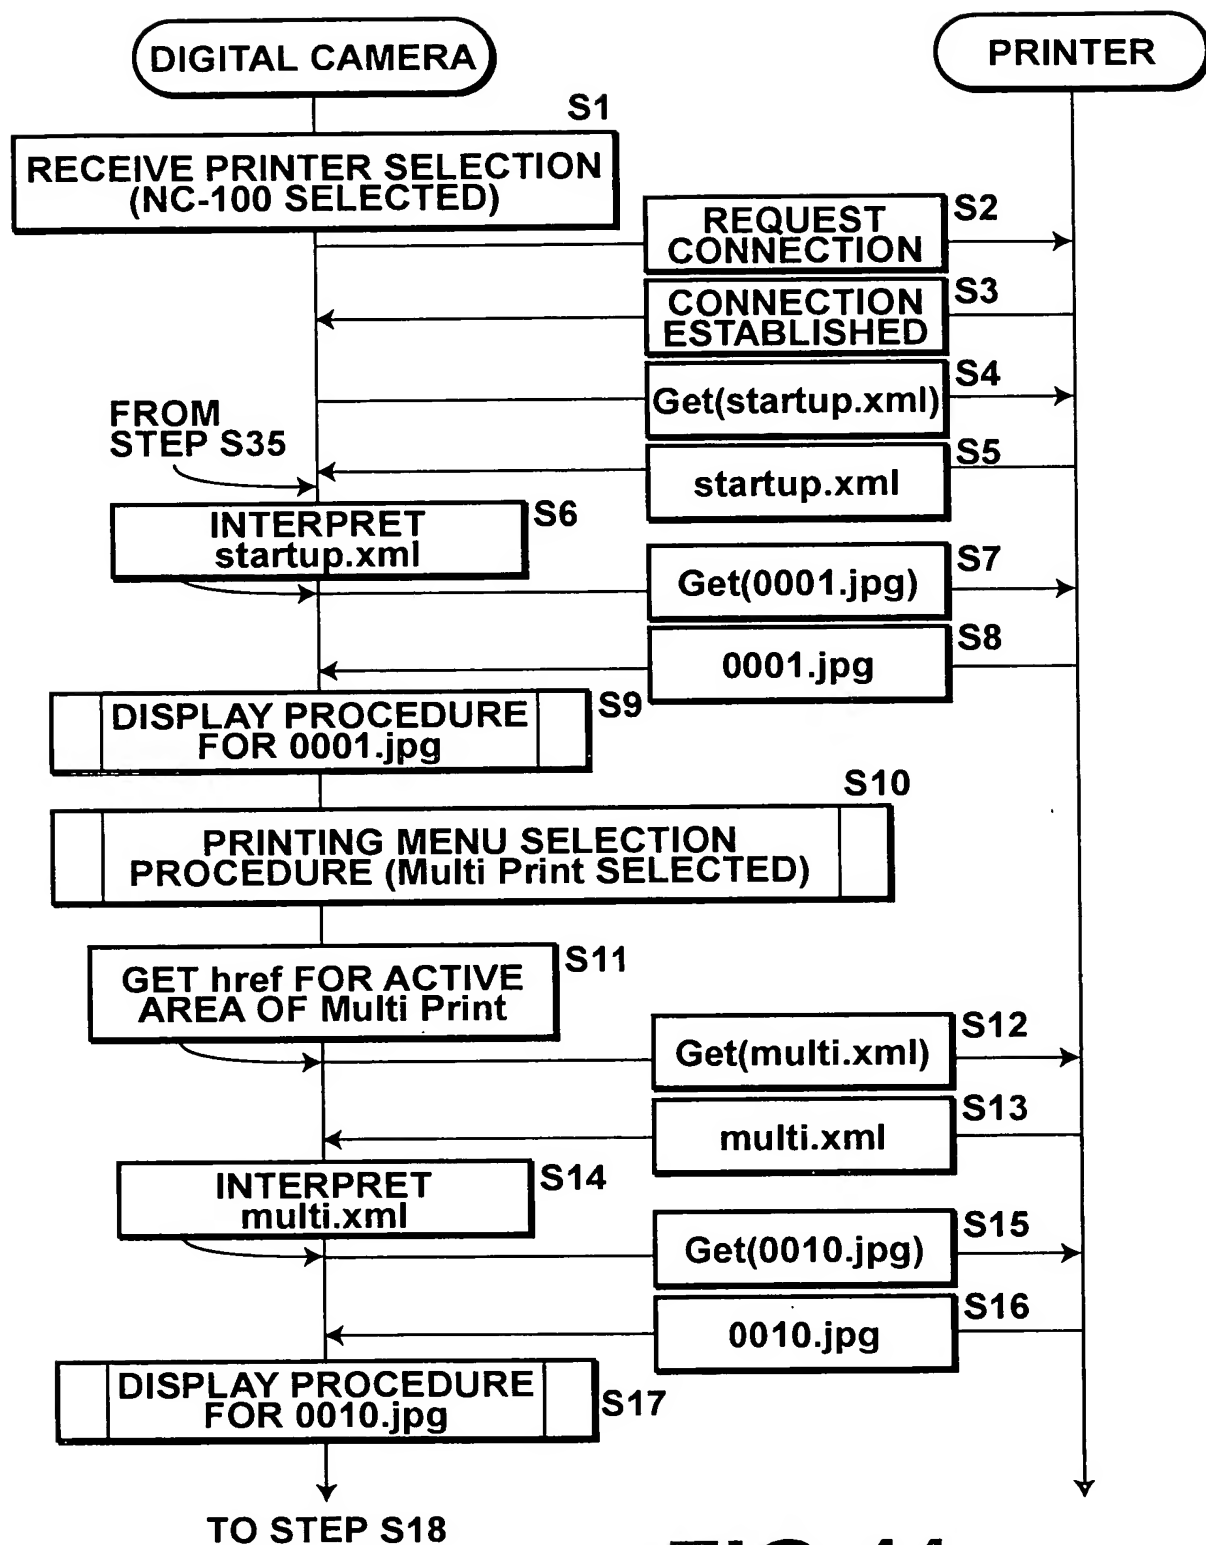 DIGITAL CAMERA
PRINTER
S1
RECEIVE PRINTER SELECTION
(NC-100 SELECTED)
REQUEST
CONNECTION
S2
CONNECTION
ESTABLISHED
S3
Get(startup.xml)
S4
FROM
STEP S35
startup.xml
S5
INTERPRET
startup.xml
S6
Get(0001.jpg)
S7
0001.jpg
S8
DISPLAY PROCEDURE
FOR 0001.jpg
S9
S10
PRINTING MENU SELECTION
PROCEDURE (Multi Print SELECTED)
GET href FOR ACTIVE
AREA OF Multi Print
S11
Get(multi.xml)
S12
multi.xml
S13
INTERPRET
multi.xml
S14
Get(0010.jpg)
S15
0010.jpg
S16
DISPLAY PROCEDURE
FOR 0010.jpg
S17
TO STEP S18